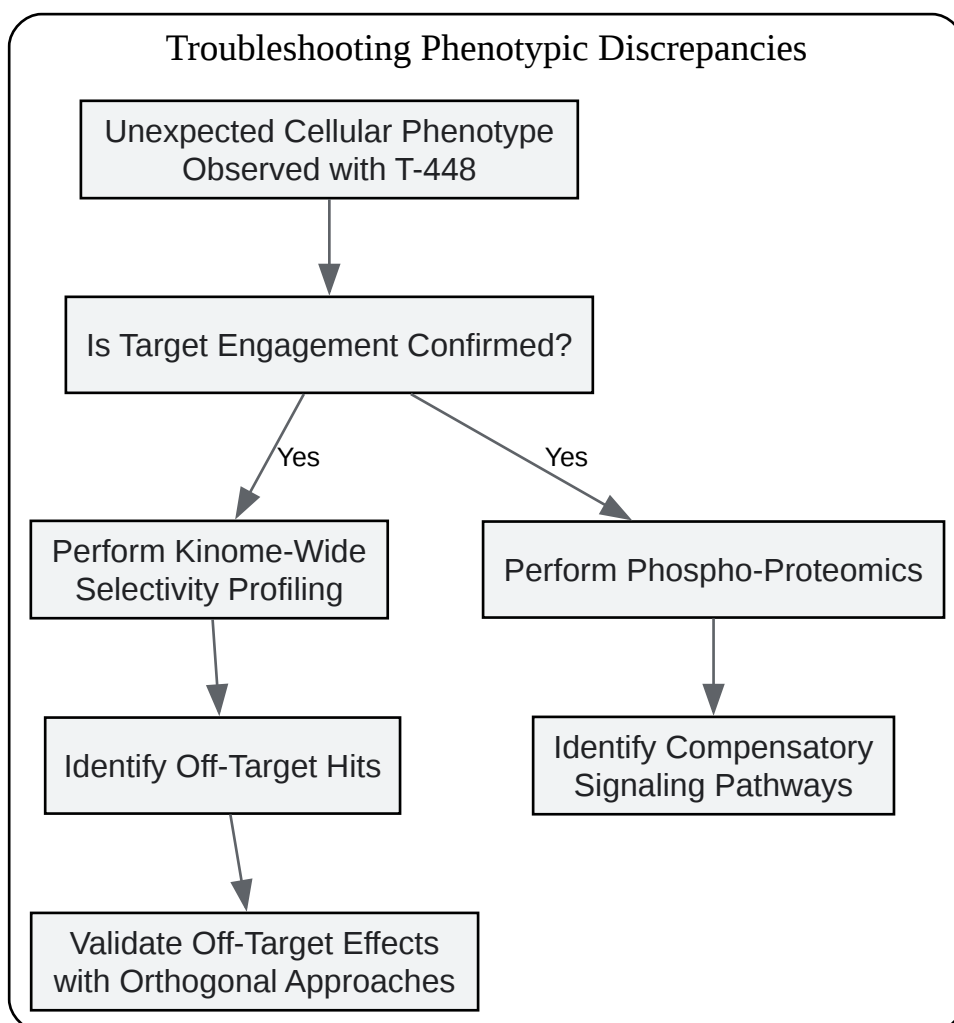 Troubleshooting Phenotypic Discrepancies
Unexpected Cellular Phenotype
Observed with T-448
Is Target Engagement Confirmed?
Yes
Yes
Perform Kinome-Wide
Selectivity Profiling
Perform Phospho-Proteomics
Identify Off-Target Hits
Identify Compensatory
Signaling Pathways
Validate Off-Target Effects
with Orthogonal Approaches